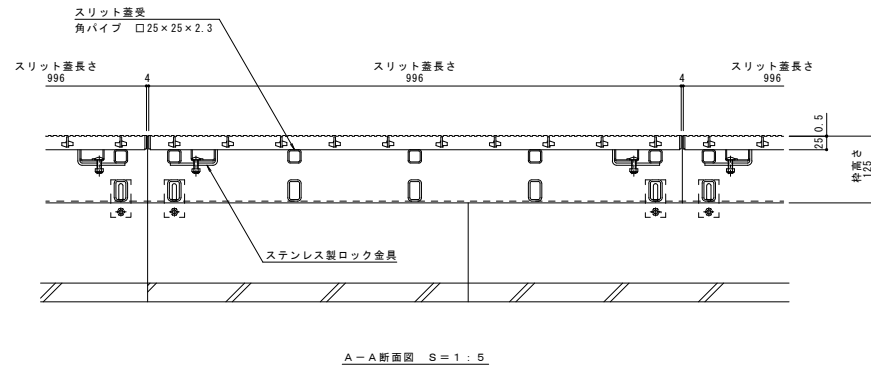 スリット蓋受
角パイプ □25×25×2.3
スリット蓋長さ
996
4
スリット蓋長さ
996
4
スリット蓋長さ
996
25
0.5
枠高さ
125
ステンレス製ロック金具
A－A断面図 S＝1：5